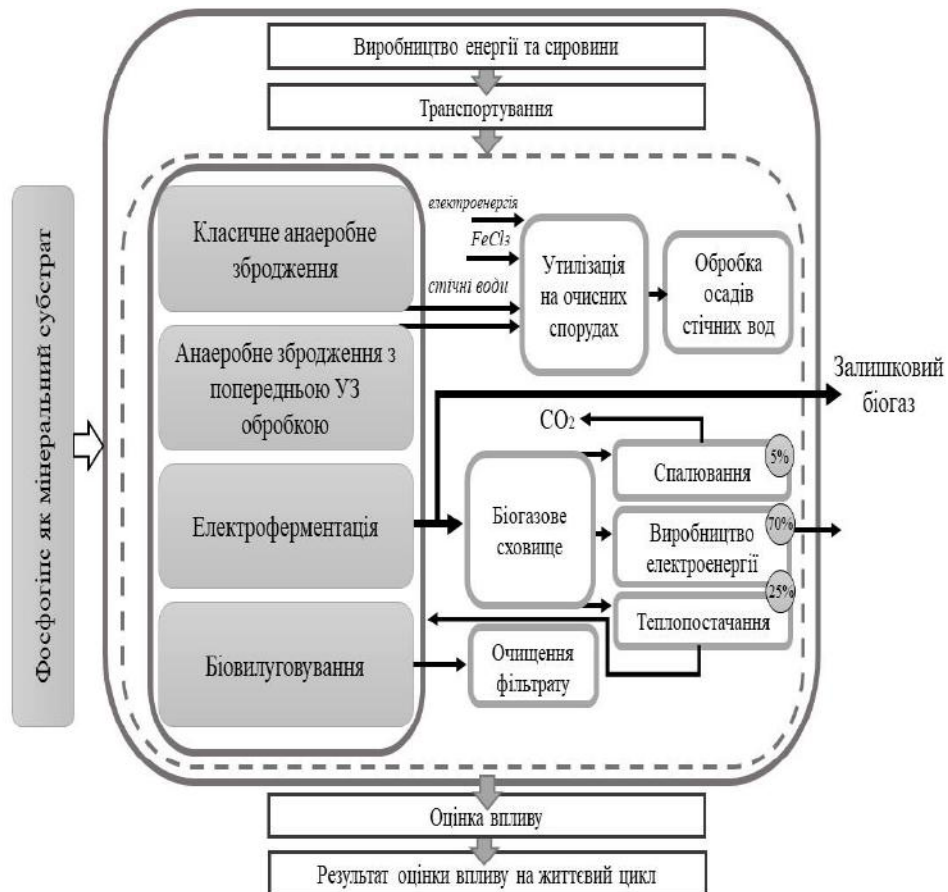 Виробництво енергії та сировини
Транспортування
Фосфогіпс як мінеральний субстрат
Класичне анаеробне
збродження
електроенергія
FeCl₃
стічні води
Утилізація
на очисних
спорудах
Обробка
осадів
стічних вод
Анаеробне збродження з
попередньою УЗ
обробкою
Залишковий
біогаз
CO₂
Спалювання
5%
Електроферментація
Біогазове
сховище
Виробництво
електроенергії
70%
Теплопостачання
25%
Біовилуговування
Очищення
фільтрату
Оцінка впливу
Результат оцінки впливу на життєвий цикл